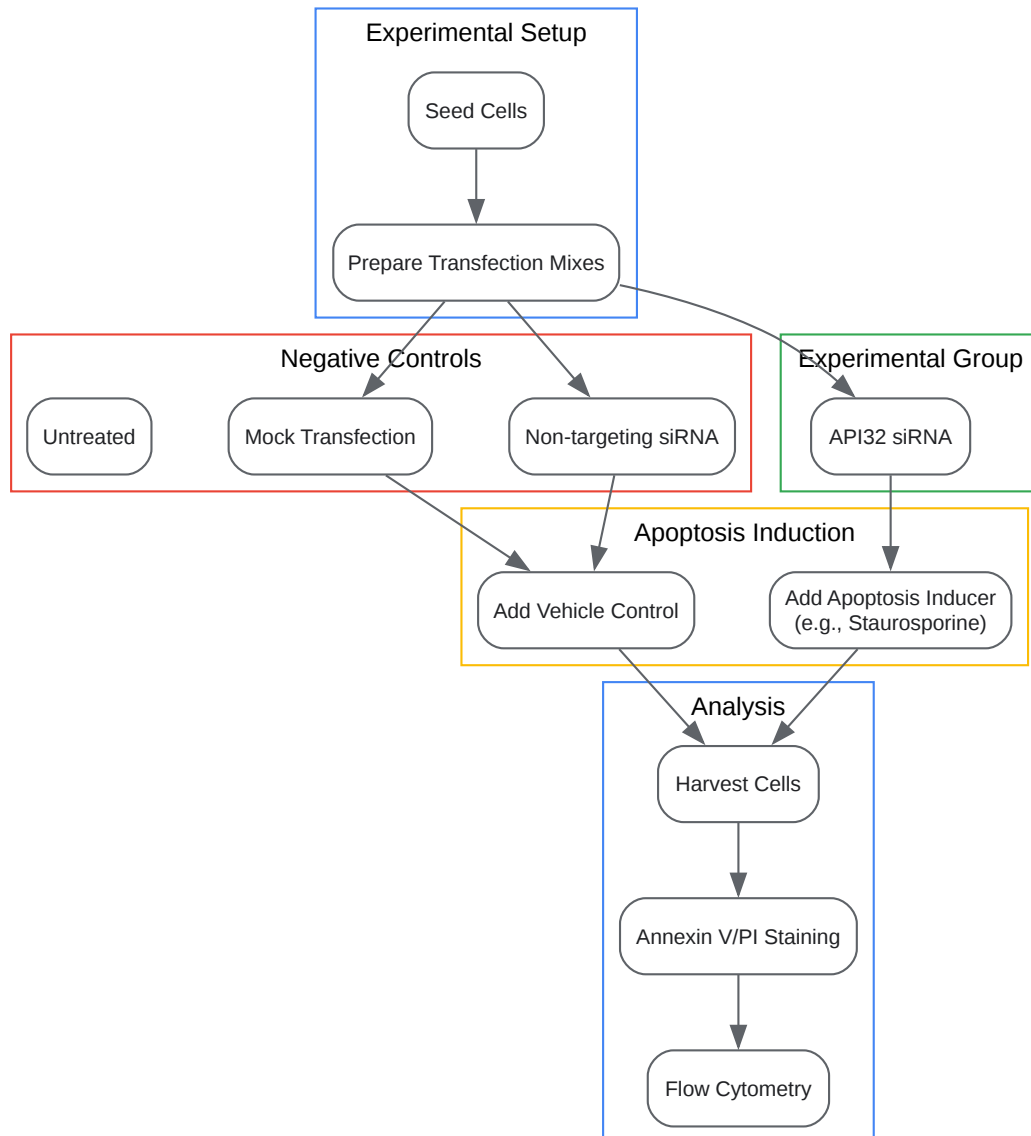 Experimental Setup
Seed Cells
Prepare Transfection Mixes
Negative Controls
Experimental Group
Untreated
Mock Transfection
Non-targeting siRNA
API32 siRNA
Apoptosis Induction
Add Vehicle Control
Add Apoptosis Inducer
(e.g., Staurosporine)
Analysis
Harvest Cells
Annexin V/PI Staining
Flow Cytometry